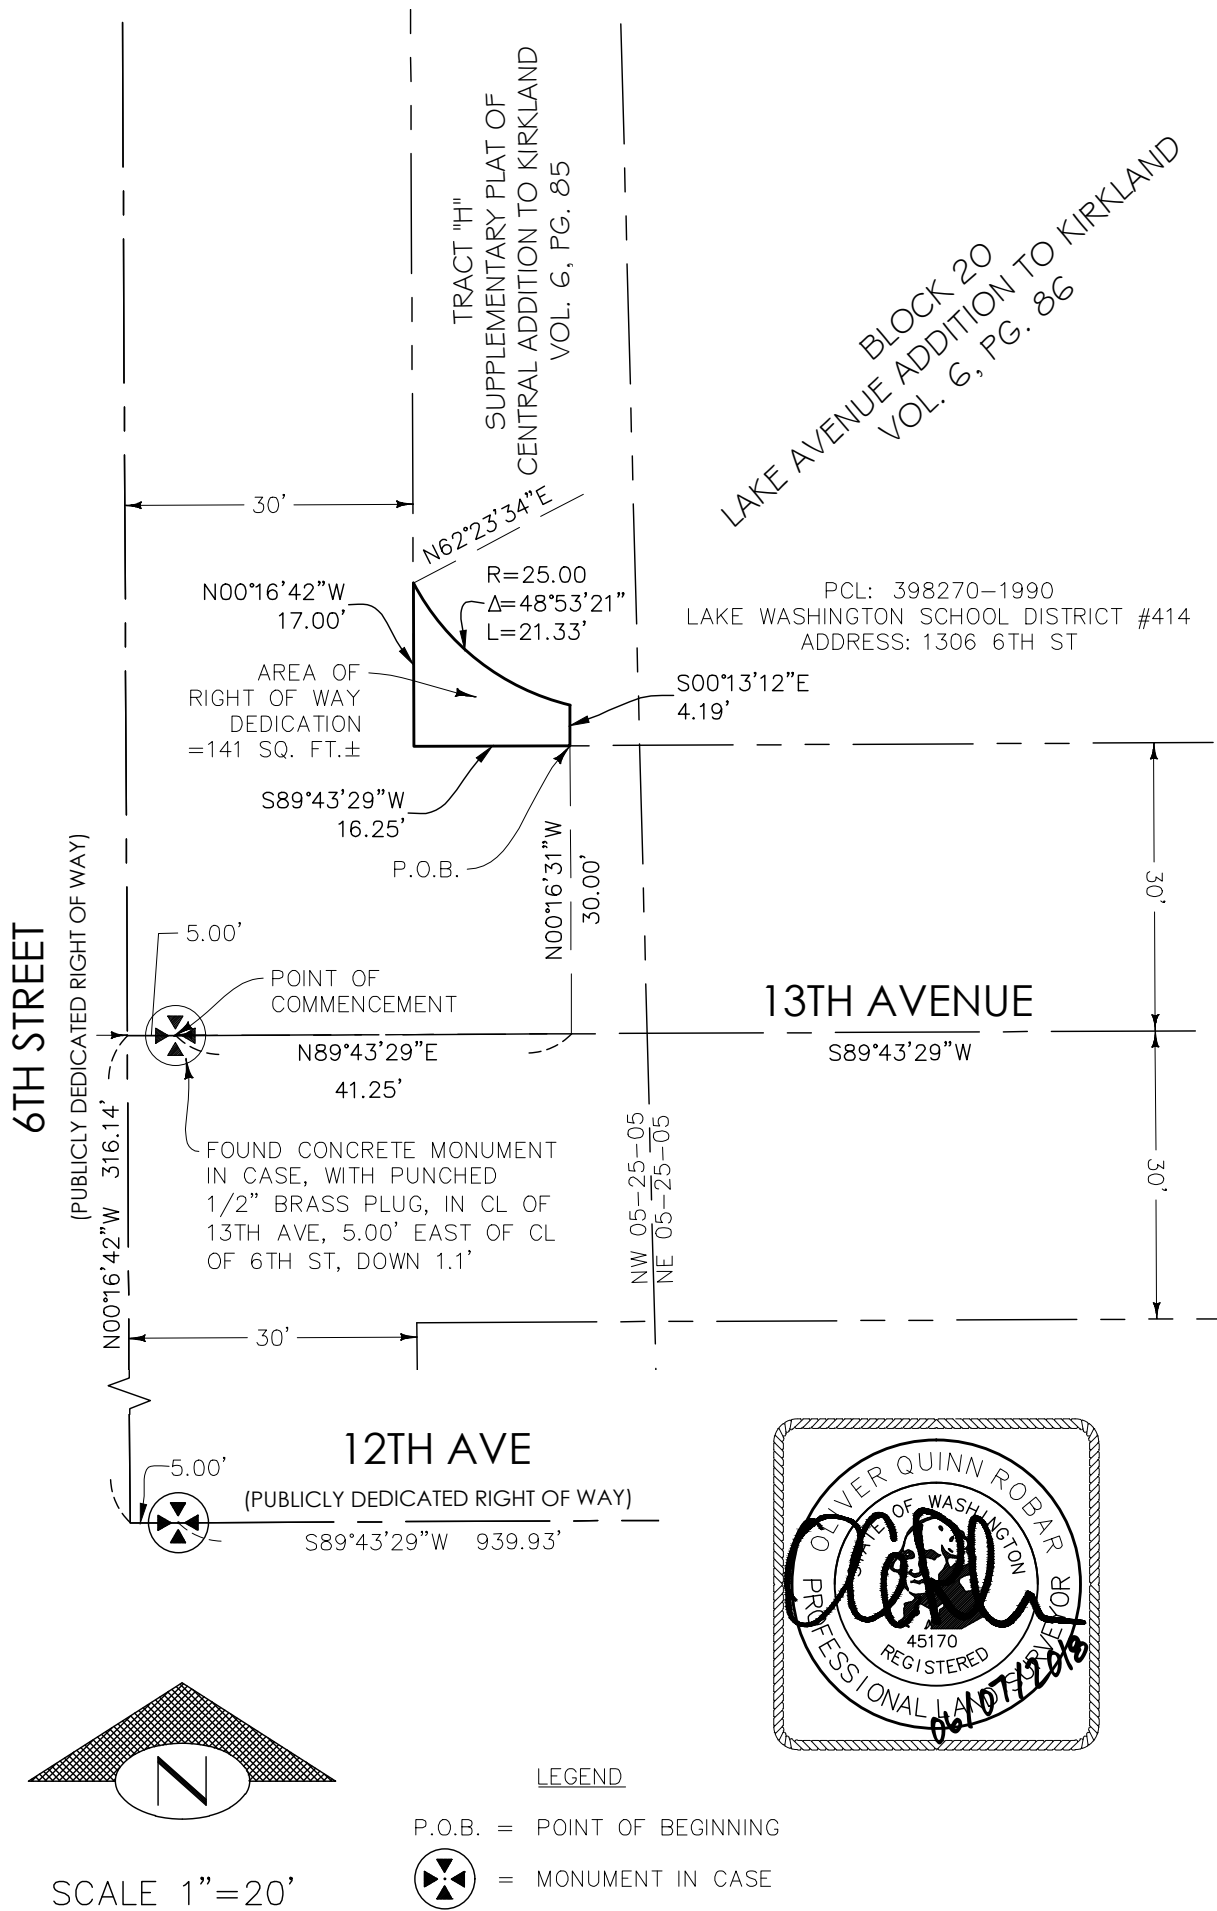 TRACT "H"
SUPPLEMENTARY PLAT OF
CENTRAL ADDITION TO KIRKLAND
VOL. 6, PG. 85
BLOCK 20
LAKE AVENUE ADDITION TO KIRKLAND
VOL. 6, PG. 86
30'
N62°23'34"E
R=25.00
Δ=48°53'21"
L=21.33'
N00°16'42"W
17.00'
PCL: 398270-1990
LAKE WASHINGTON SCHOOL DISTRICT #414
ADDRESS: 1306 6TH ST
AREA OF
RIGHT OF WAY
DEDICATION
=141 SQ. FT.±
S00°13'12"E
4.19'
S89°43'29"W
16.25'
P.O.B.
N00°16'31"W
30.00'
30'
6TH STREET
(PUBLICLY DEDICATED RIGHT OF WAY)
5.00'
POINT OF
COMMENCEMENT
13TH AVENUE
N89°43'29"E
41.25'
S89°43'29"W
N00°16'42"W 316.14'
FOUND CONCRETE MONUMENT
IN CASE, WITH PUNCHED
1/2" BRASS PLUG, IN CL OF
13TH AVE, 5.00' EAST OF CL
OF 6TH ST, DOWN 1.1'
NW 05-25-05
NE 05-25-05
30'
30'
12TH AVE
(PUBLICLY DEDICATED RIGHT OF WAY)
5.00'
S89°43'29"W 939.93'
OLIVER QUINN ROBAR
STATE OF WASHINGTON
45170
REGISTERED
PROFESSIONAL LAND SURVEYOR
06/07/2018
N
SCALE 1"=20'
LEGEND
P.O.B. = POINT OF BEGINNING
= MONUMENT IN CASE